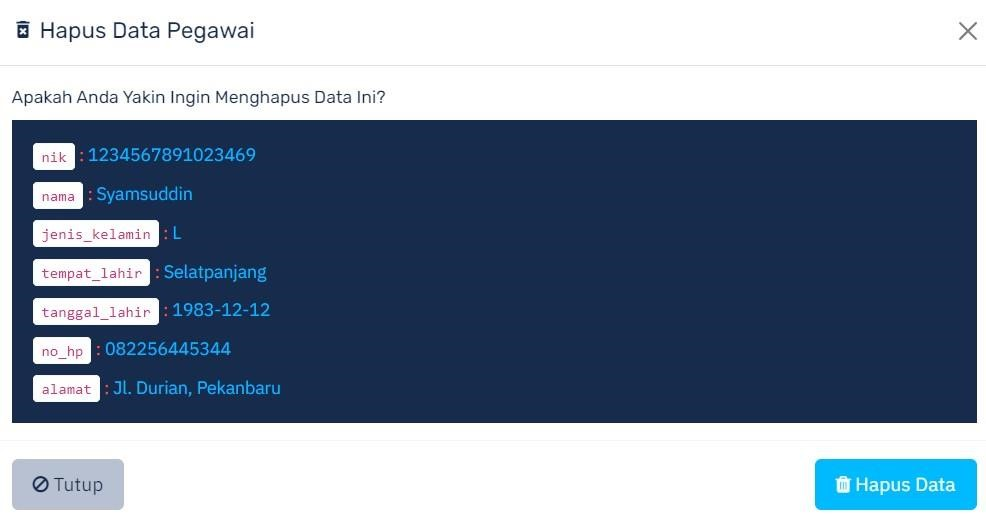 Hapus Data Pegawai
Apakah Anda Yakin Ingin Menghapus Data Ini?
nik : 1234567891023469
nama : Syamsuddin
jenis_kelamin : L
tempat_lahir : Selatpanjang
tanggal_lahir : 1983-12-12
no_hp : 082256445344
alamat : Jl. Durian, Pekanbaru
Tutup
Hapus Data